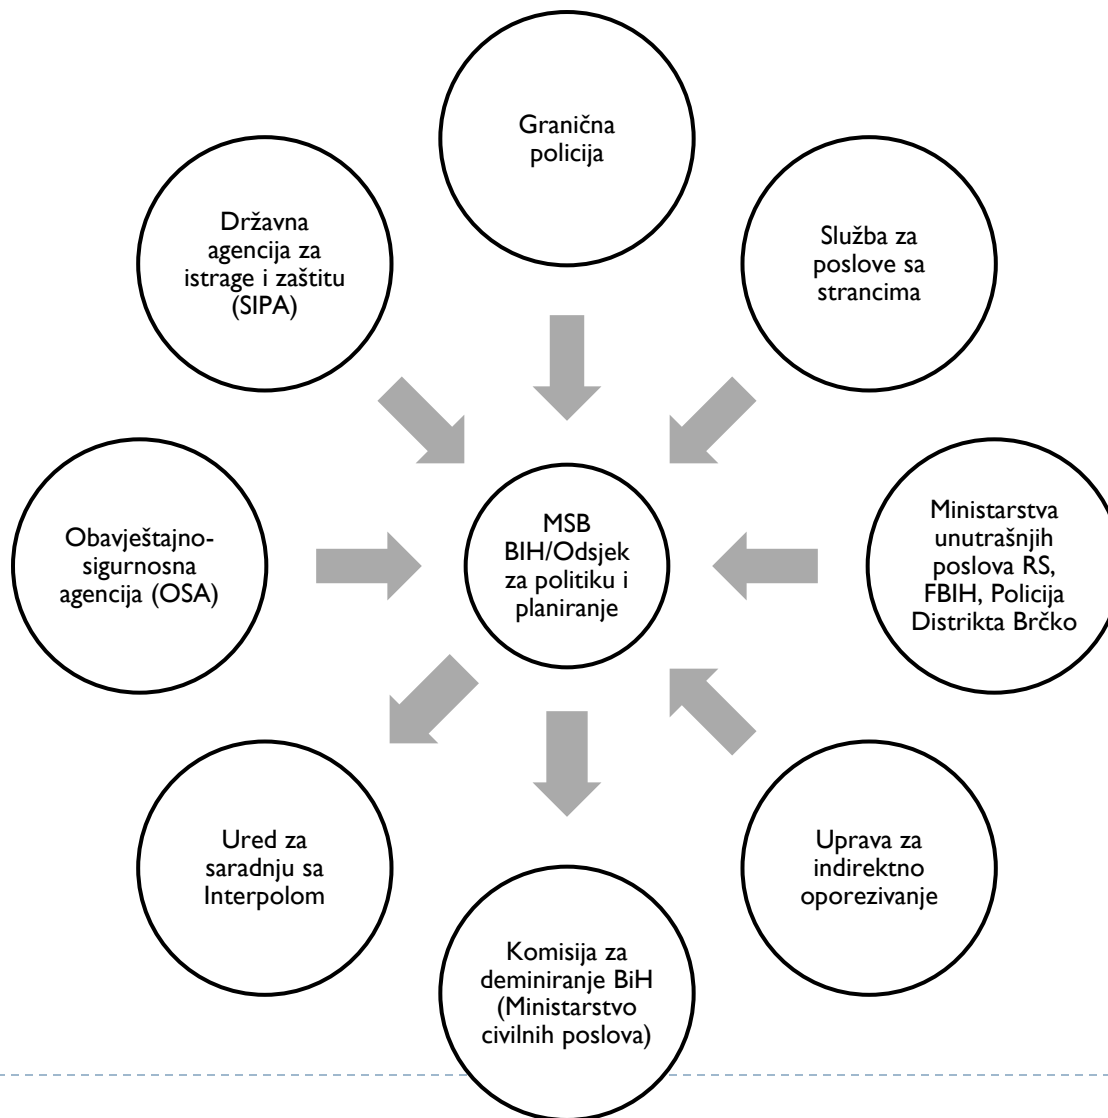 Granična
policija
Državna
agencija za
istrage i zaštitu
(SIPA)
Služba za
poslove sa
strancima
Obavještajno-
sigurnosna
agencija (OSA)
MSB
BIH/Odsjek
za politiku i
planiranje
Ministarstva
unutrašnjih
poslova RS,
FBIH, Policija
Distrikta Brčko
Ured za
saradnju sa
Interpolom
Uprava za
indirektno
oporezivanje
Komisija za
deminiranje BiH
(Ministarstvo
civilnih poslova)